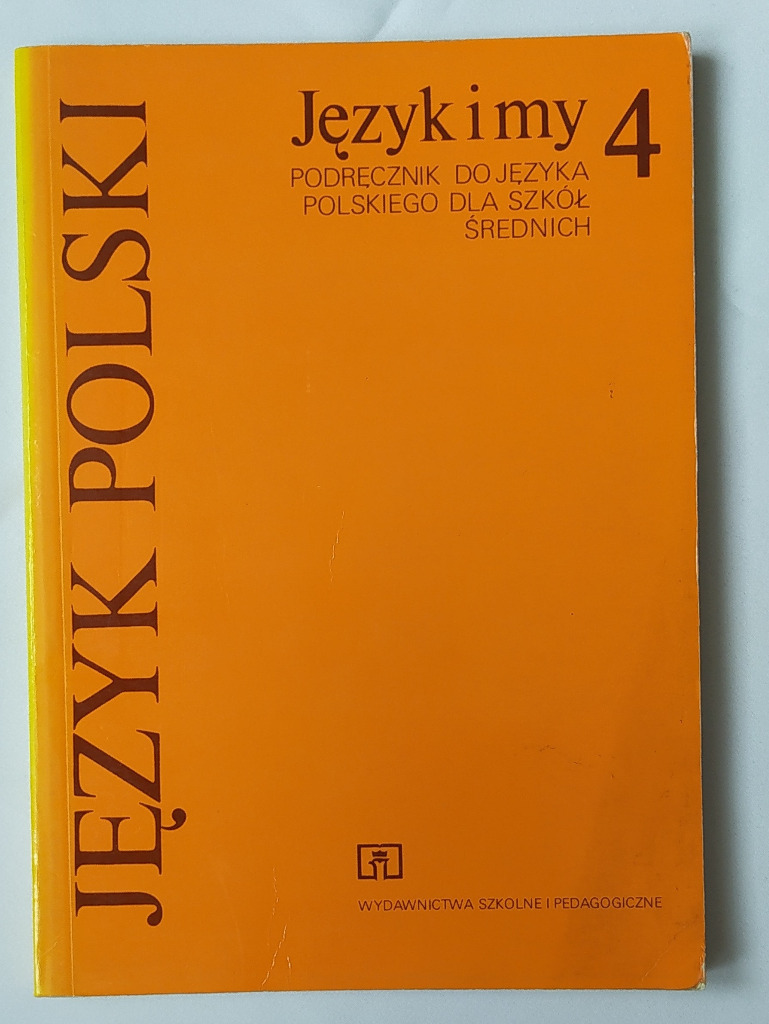 JĘZYK POLSKI
Język i my 4
PODRĘCZNIK DO JĘZYKA
POLSKIEGO DLA SZKÓŁ
ŚREDNICH
WYDAWNICTWA SZKOLNE I PEDAGOGICZNE